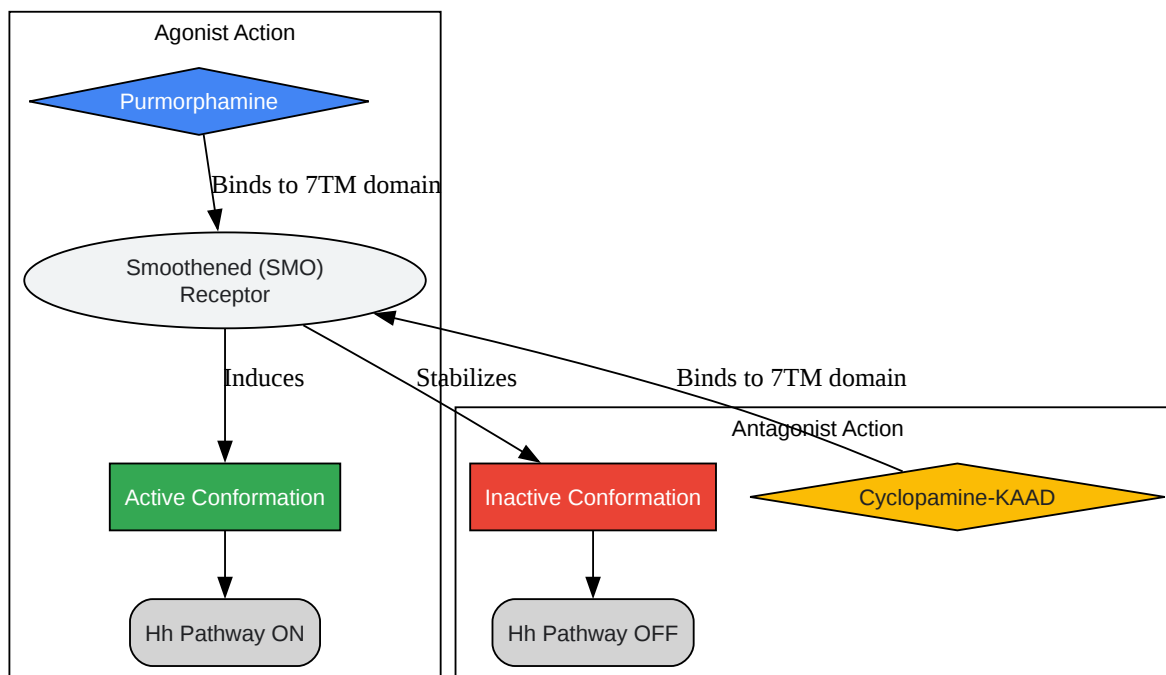 Agonist Action
Purmorphamine
Binds to 7TM domain
Smoothened (SMO)
Receptor
Induces
Stabilizes
Binds to 7TM domain
Antagonist Action
Active Conformation
Inactive Conformation
Cyclopamine-KAAD
Hh Pathway ON
Hh Pathway OFF